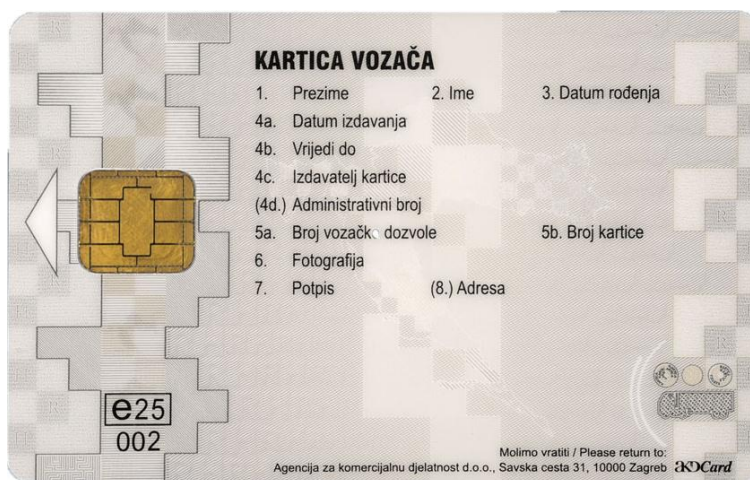 KARTICA VOZAČA
1. Prezime 2. Ime 3. Datum rođenja
4a. Datum izdavanja
4b. Vrijedi do
4c. Izdavatelj kartice
(4d.) Administrativni broj
5a. Broj vozačke dozvole 5b. Broj kartice
6. Fotografija
7. Potpis (8.) Adresa
e25
002
Molimo vratiti / Please return to:
Agencija za komercijalnu djelatnost d.o.o., Savska cesta 31, 10000 Zagreb AKDCard